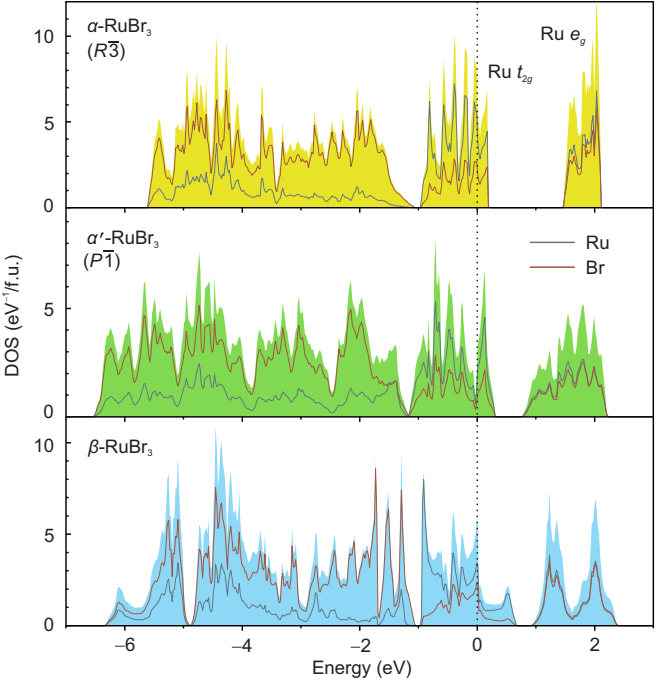 α-RuBr₃
(R3̅)
Ru e_g
Ru t_2g
10
5
0
α′-RuBr₃
(P1̅)
Ru
Br
5
0
DOS (eV⁻¹/f.u.)
β-RuBr₃
10
5
0
−6 −4 −2 0 2
Energy (eV)